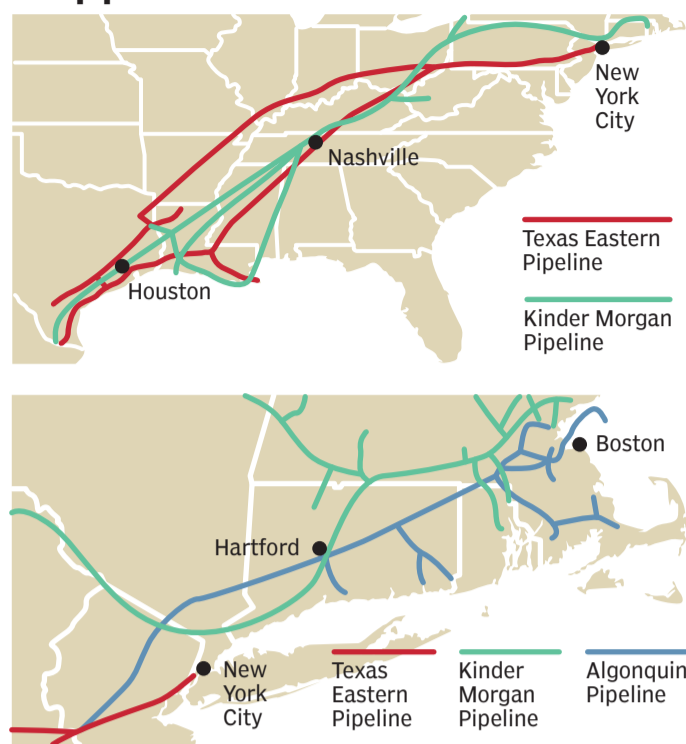 New
York
City
Nashville
Texas Eastern
Pipeline
Houston
Kinder Morgan
Pipeline
Boston
Hartford
New
York
City
Texas
Eastern
Pipeline
Kinder
Morgan
Pipeline
Algonquin
Pipeline